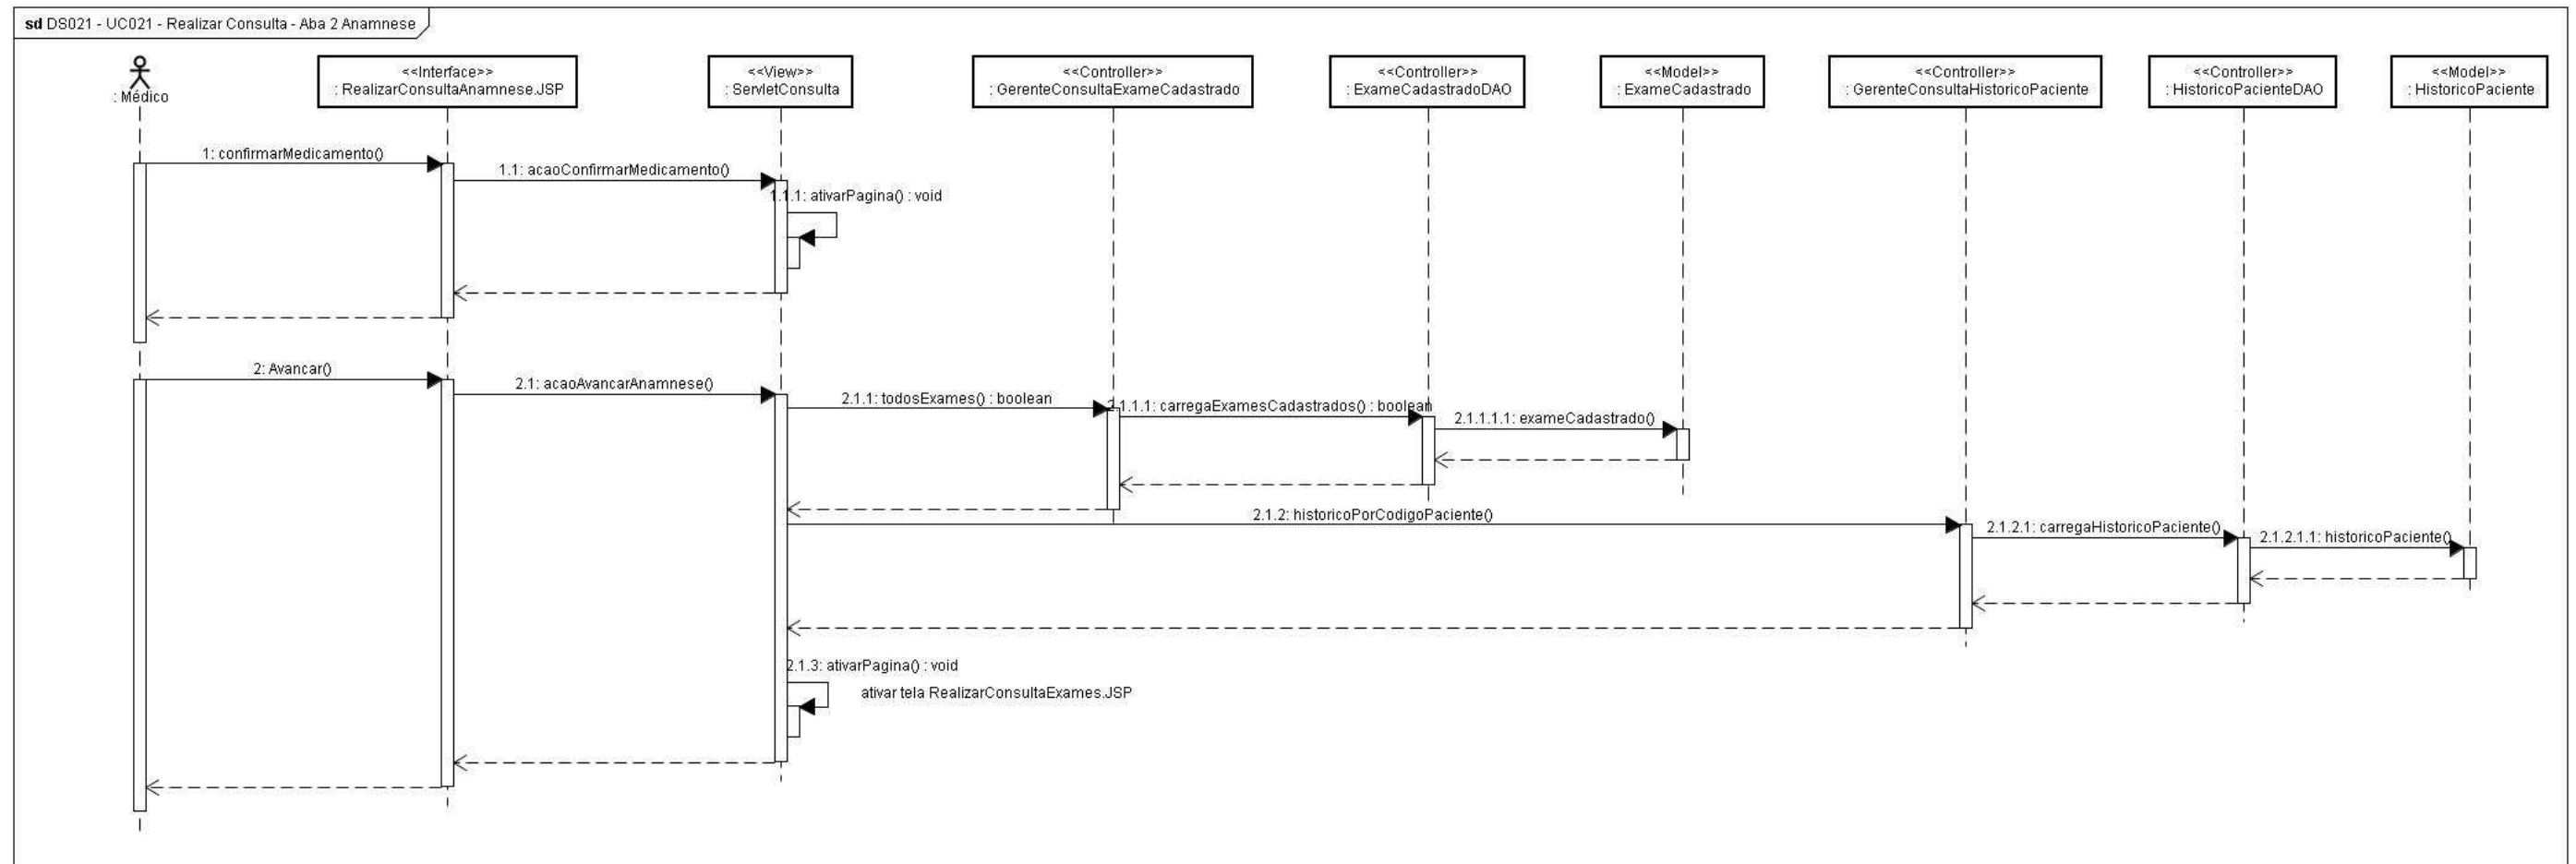 sd DS021 - UC021 - Realizar Consulta - Aba 2 Anamnese
: Médico
<<Interface>>
: RealizarConsultaAnamnese.JSP
<<View>>
: ServletConsulta
<<Controller>>
: GerenteConsultaExameCadastrado
<<Controller>>
: ExameCadastradoDAO
<<Model>>
: ExameCadastrado
<<Controller>>
: GerenteConsultaHistoricoPaciente
<<Controller>>
: HistoricoPacienteDAO
<<Model>>
: HistoricoPaciente
1: confirmarMedicamento()
1.1: acaoConfirmarMedicamento()
1.1.1: ativarPagina() : void
2: Avancar()
2.1: acaoAvancarAnamnese()
2.1.1: todosExames() : boolean
2.1.1.1: carregaExamesCadastrados() : boolean
2.1.1.1.1: exameCadastrado()
2.1.2: historicoPorCodigoPaciente()
2.1.2.1: carregaHistoricoPaciente()
2.1.2.1.1: historicoPaciente()
2.1.3: ativarPagina() : void
ativar tela RealizarConsultaExames.JSP